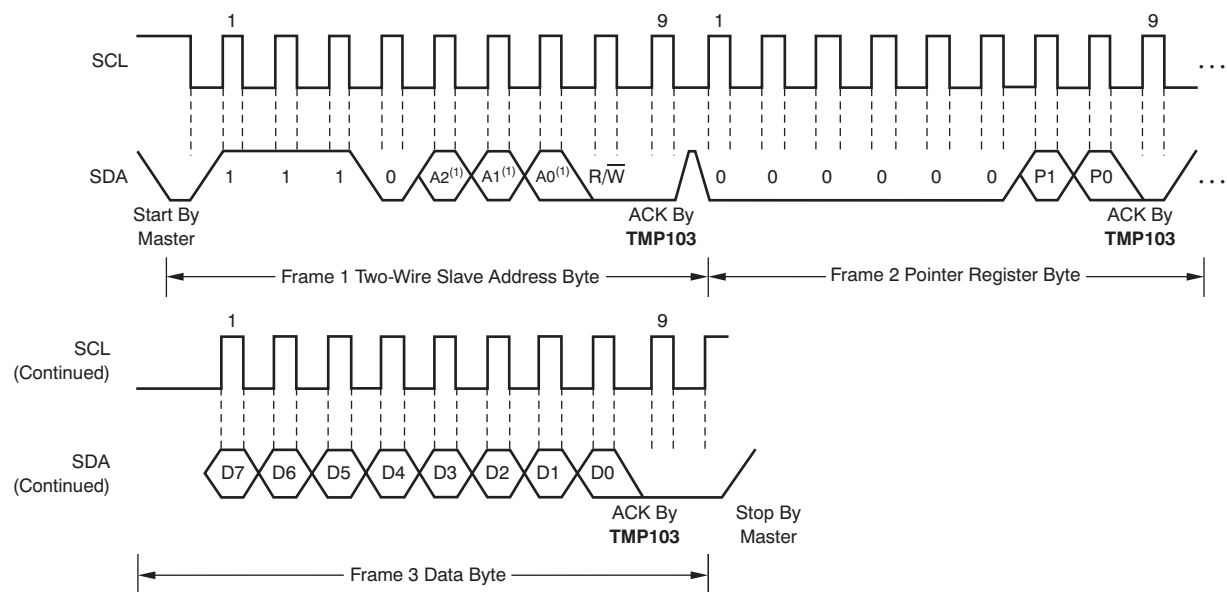 1 9 1 9
SCL ...
SDA 1 1 1 0 A2(1) A1(1) A0(1) R/W̅ 0 0 0 0 0 0 P1 P0 ...
Start By ACK By ACK By
Master TMP103 TMP103
Frame 1 Two-Wire Slave Address Byte Frame 2 Pointer Register Byte
1 9
SCL
(Continued)
SDA
(Continued)
D7 D6 D5 D4 D3 D2 D1 D0
ACK By Stop By
TMP103 Master
Frame 3 Data Byte